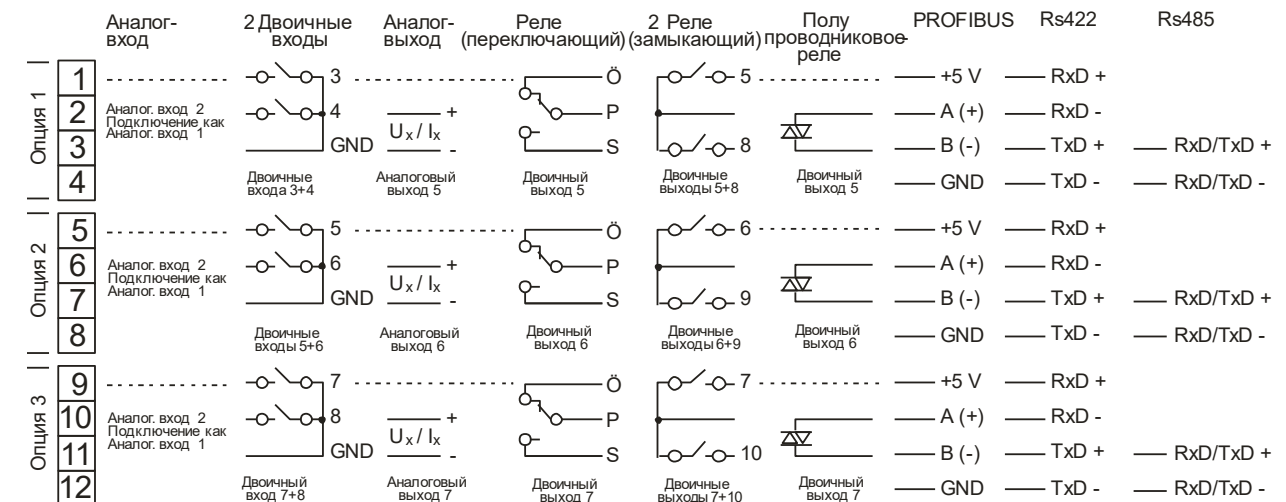 Аналог- 2 Двоичные Аналог- Реле 2 Реле Полу PROFIBUS Rs422 Rs485
вход входы выход (переключающий) (замыкающий) проводниковое
реле
Опция 1
1 3 Ö 5 +5 V RxD +
2 Аналог. вход 2 4 + P A (+) RxD -
Подключение как
Аналог. вход 1 Ux / Ix
3 GND - S 8 B (-) TxD + RxD/TxD +
4 Двоичные Аналоговый Двоичный Двоичные Двоичный GND TxD - RxD/TxD -
входа 3+4 выход 5 выход 5 выходы 5+8 выход 5
Опция 2
5 5 Ö 6 +5 V RxD +
6 Аналог. вход 2 6 + P A (+) RxD -
Подключение как
Аналог. вход 1 Ux / Ix
7 GND - S 9 B (-) TxD + RxD/TxD +
8 Двоичные Аналоговый Двоичный Двоичные Двоичный GND TxD - RxD/TxD -
входы 5+6 выход 6 выход 6 выходы 6+9 выход 6
Опция 3
9 7 Ö 7 +5 V RxD +
10 Аналог. вход 2 8 + P A (+) RxD -
Подключение как
Аналог. вход 1 Ux / Ix
11 GND - S 10 B (-) TxD + RxD/TxD +
12 Двоичный Аналоговый Двоичный Двоичные Двоичный GND TxD - RxD/TxD -
вход 7+8 выход 7 выход 7 выходы 7+10 выход 7